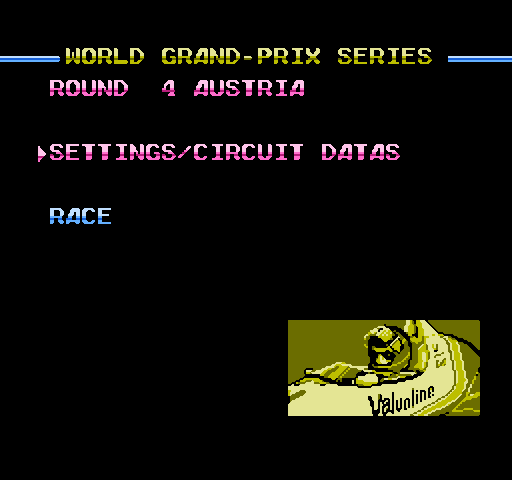 WORLD GRAND-PRIX SERIES
ROUND 4 AUSTRIA
SETTINGS/CIRCUIT DATAS
RACE
Valvoline